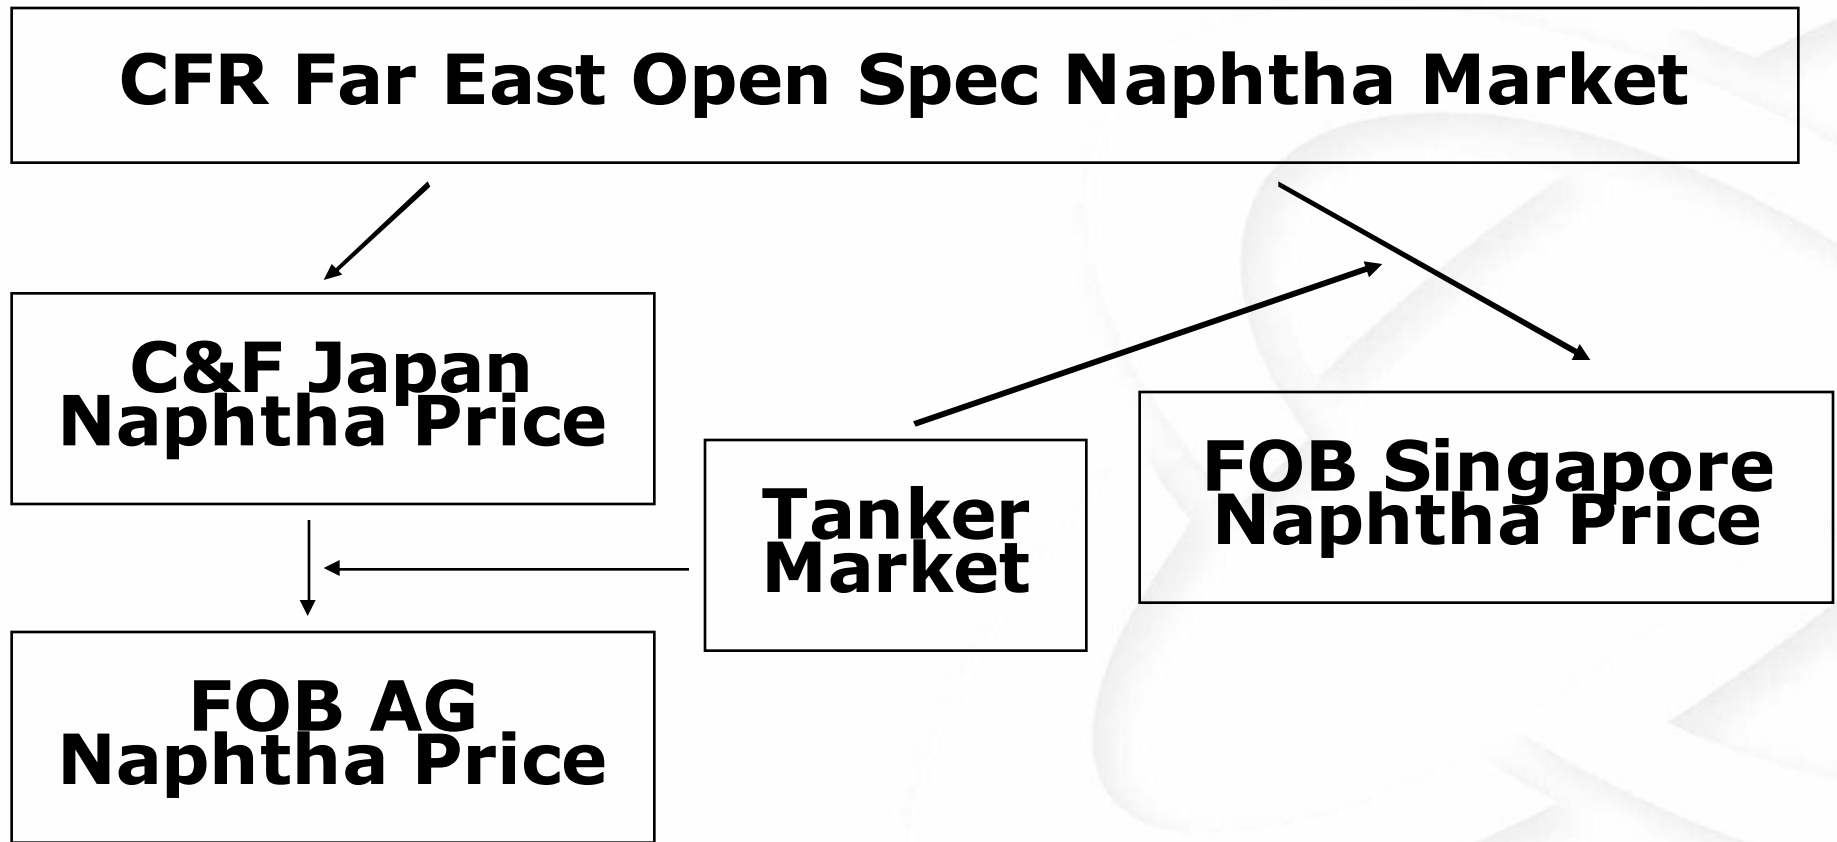 CFR Far East Open Spec Naphtha Market
C&F Japan
Naphtha Price
Tanker
Market
FOB Singapore
Naphtha Price
FOB AG
Naphtha Price